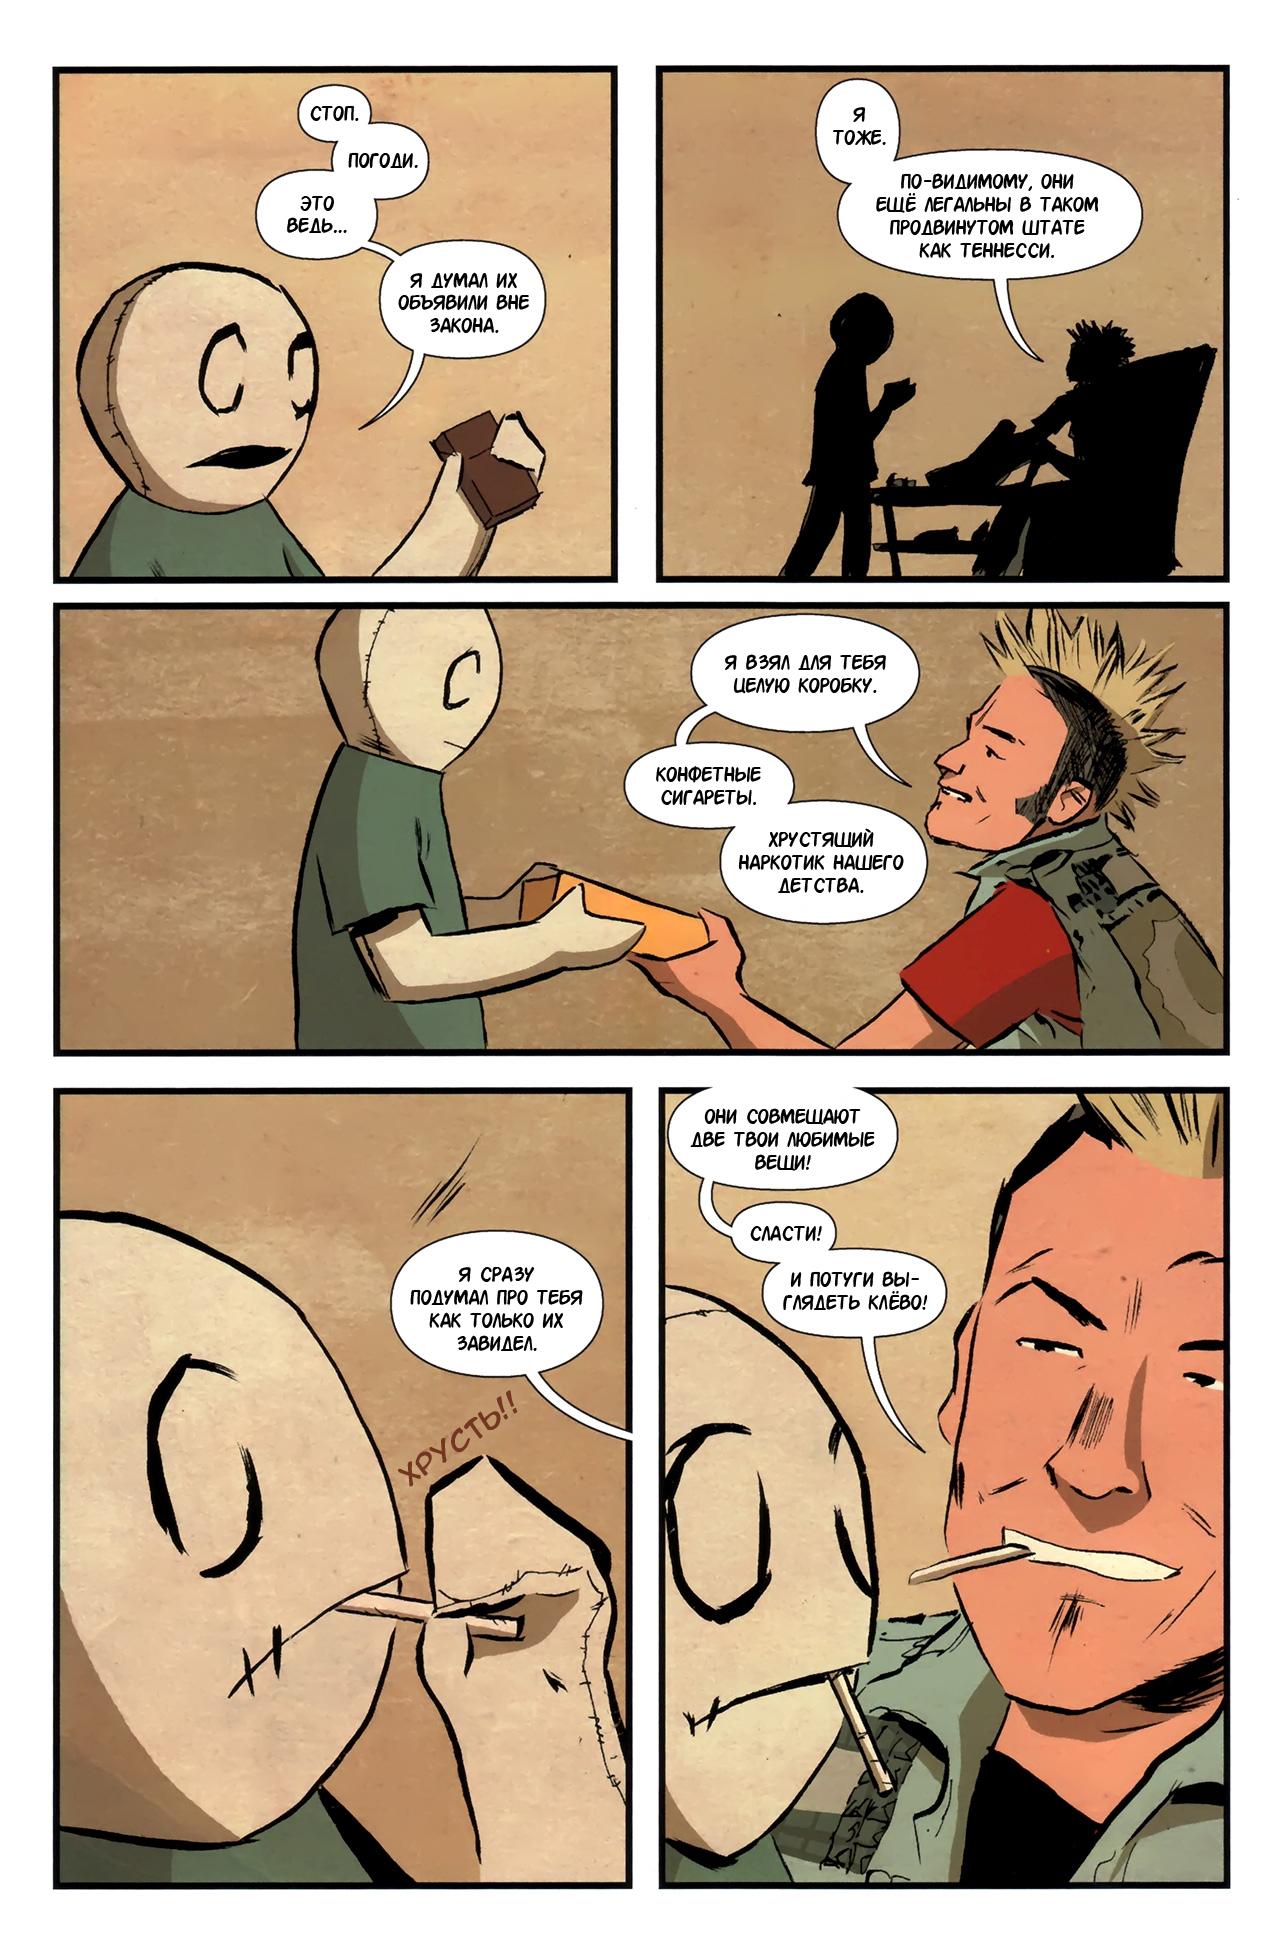 СТОП.
ПОГОДИ.
ЭТО
ВЕДЬ...
Я ДУМАЛ ИХ
ОБЪЯВИЛИ ВНЕ
ЗАКОНА.
Я
ТОЖЕ.
ПО-ВИДИМОМУ, ОНИ
ЕЩЁ ЛЕГАЛЬНЫ В ТАКОМ
ПРОДВИНУТОМ ШТАТЕ
КАК ТЕННЕССИ.
Я ВЗЯЛ ДЛЯ ТЕБЯ
ЦЕЛУЮ КОРОБКУ.
КОНФЕТНЫЕ
СИГАРЕТЫ.
ХРУСТЯЩИЙ
НАРКОТИК НАШЕГО
ДЕТСТВА.
Я СРАЗУ
ПОДУМАЛ ПРО ТЕБЯ
КАК ТОЛЬКО ИХ
ЗАВИДЕЛ.
ХРУСТЬ!!
ОНИ СОВМЕЩАЮТ
ДВЕ ТВОИ ЛЮБИМЫЕ
ВЕЩИ!
СЛАСТИ!
И ПОТУГИ ВЫ-
ГЛЯДЕТЬ КЛЁВО!